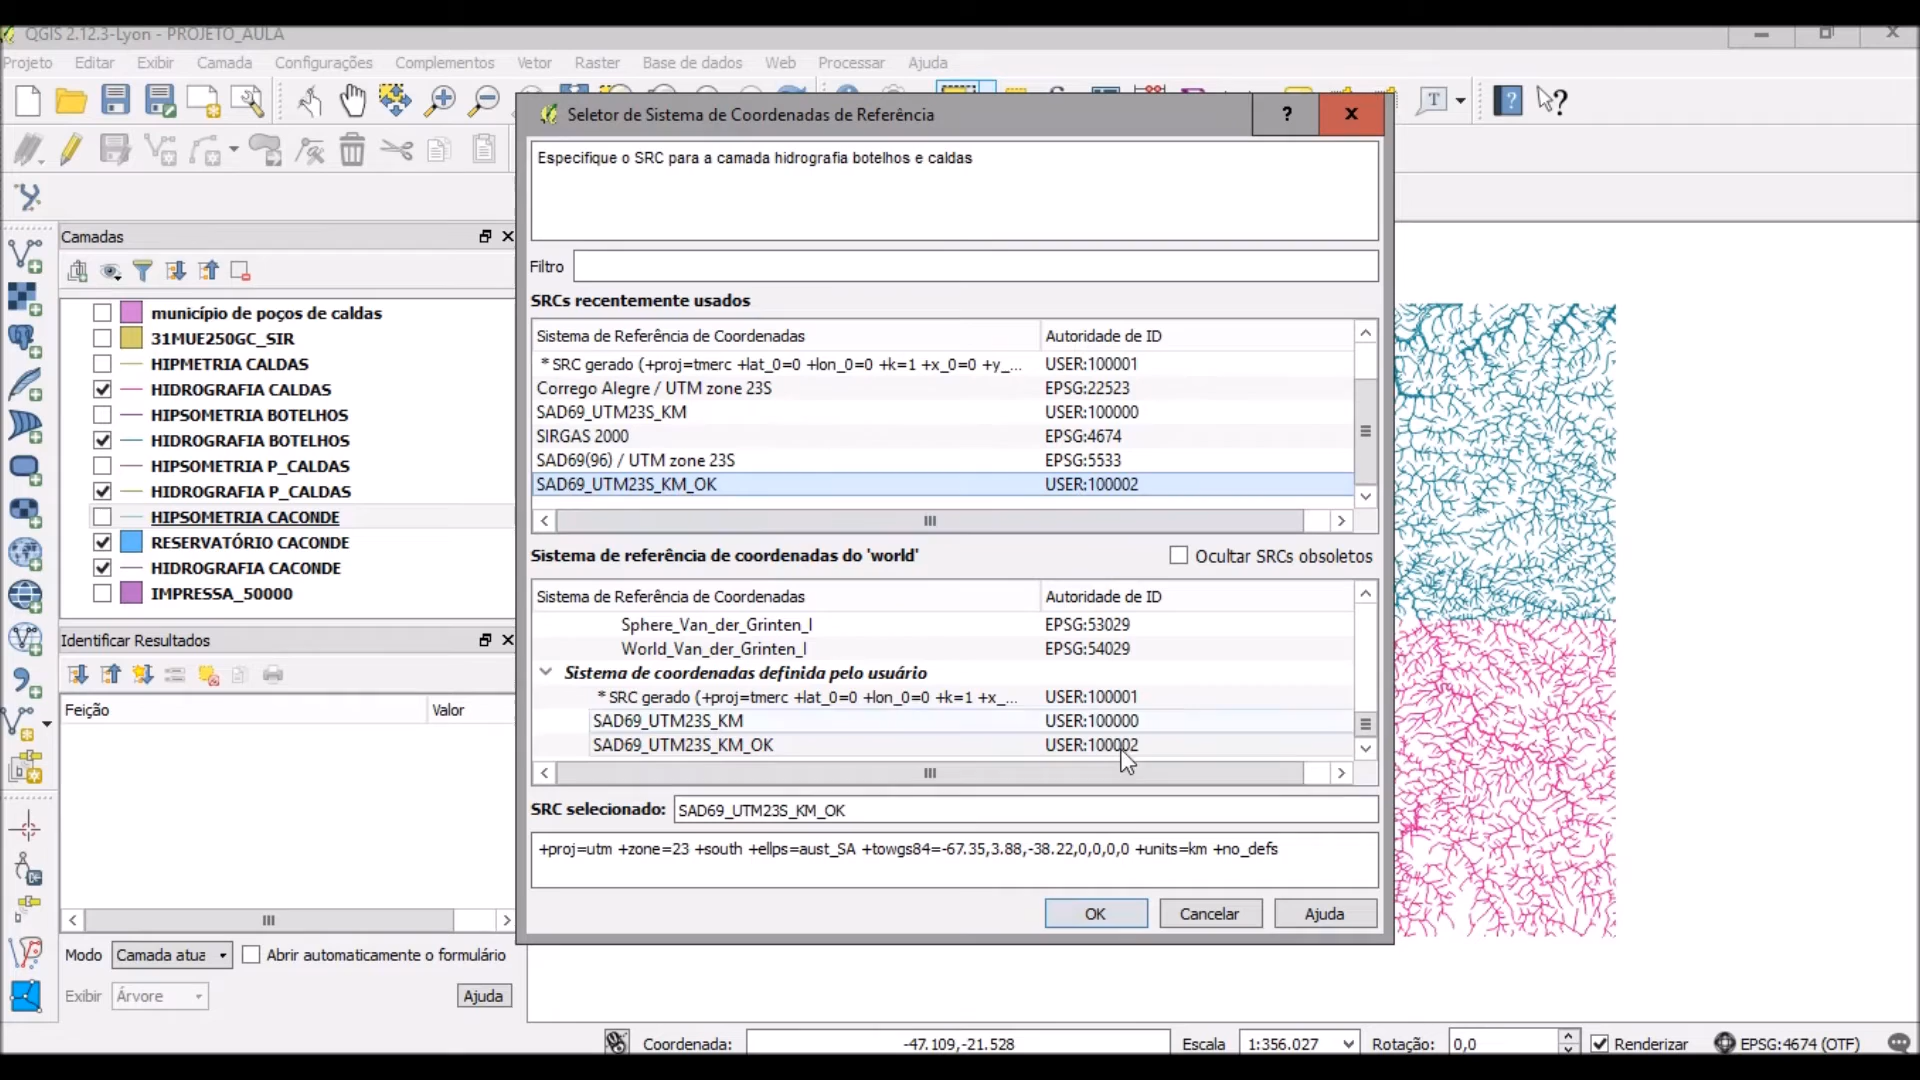 QGIS 2.12.3-Lyon - PROJETO_AULA
Projeto Editar Exibir Camada Configurações Complementos Vetor Raster Base de dados Web Processar Ajuda
Seletor de Sistema de Coordenadas de Referência
Especifique o SRC para a camada hidrografia botelhos e caldas
Filtro
SRCs recentemente usados
Sistema de Referência de Coordenadas Autoridade de ID
* SRC gerado (+proj=tmerc +lat_0=0 +lon_0=0 +k=1 +x_0=0 +y_... USER:100001
Corrego Alegre / UTM zone 23S EPSG:22523
SAD69_UTM23S_KM USER:100000
SIRGAS 2000 EPSG:4674
SAD69(96) / UTM zone 23S EPSG:5533
SAD69_UTM23S_KM_OK USER:100002
Sistema de referência de coordenadas do 'world' Ocultar SRCs obsoletos
Sistema de Referência de Coordenadas Autoridade de ID
Sphere_Van_der_Grinten_I EPSG:53029
World_Van_der_Grinten_I EPSG:54029
Sistema de coordenadas definida pelo usuário
* SRC gerado (+proj=tmerc +lat_0=0 +lon_0=0 +k=1 +x_... USER:100001
SAD69_UTM23S_KM USER:100000
SAD69_UTM23S_KM_OK USER:100002
SRC selecionado: SAD69_UTM23S_KM_OK
+proj=utm +zone=23 +south +ellps=aust_SA +towgs84=-67.35,3.88,-38.22,0,0,0,0 +units=km +no_defs
OK Cancelar Ajuda
Camadas
município de poços de caldas
31MUE250GC_SIR
HIPMETRIA CALDAS
HIDROGRAFIA CALDAS
HIPSOMETRIA BOTELHOS
HIDROGRAFIA BOTELHOS
HIPSOMETRIA P_CALDAS
HIDROGRAFIA P_CALDAS
HIPSOMETRIA CACONDE
RESERVATÓRIO CACONDE
HIDROGRAFIA CACONDE
IMPRESSA_50000
Identificar Resultados
Feição Valor
Modo Camada atua Abrir automaticamente o formulário
Exibir Árvore Ajuda
Coordenada: -47.109,-21.528 Escala 1:356.027 Rotação: 0,0 Renderizar EPSG:4674 (OTF)